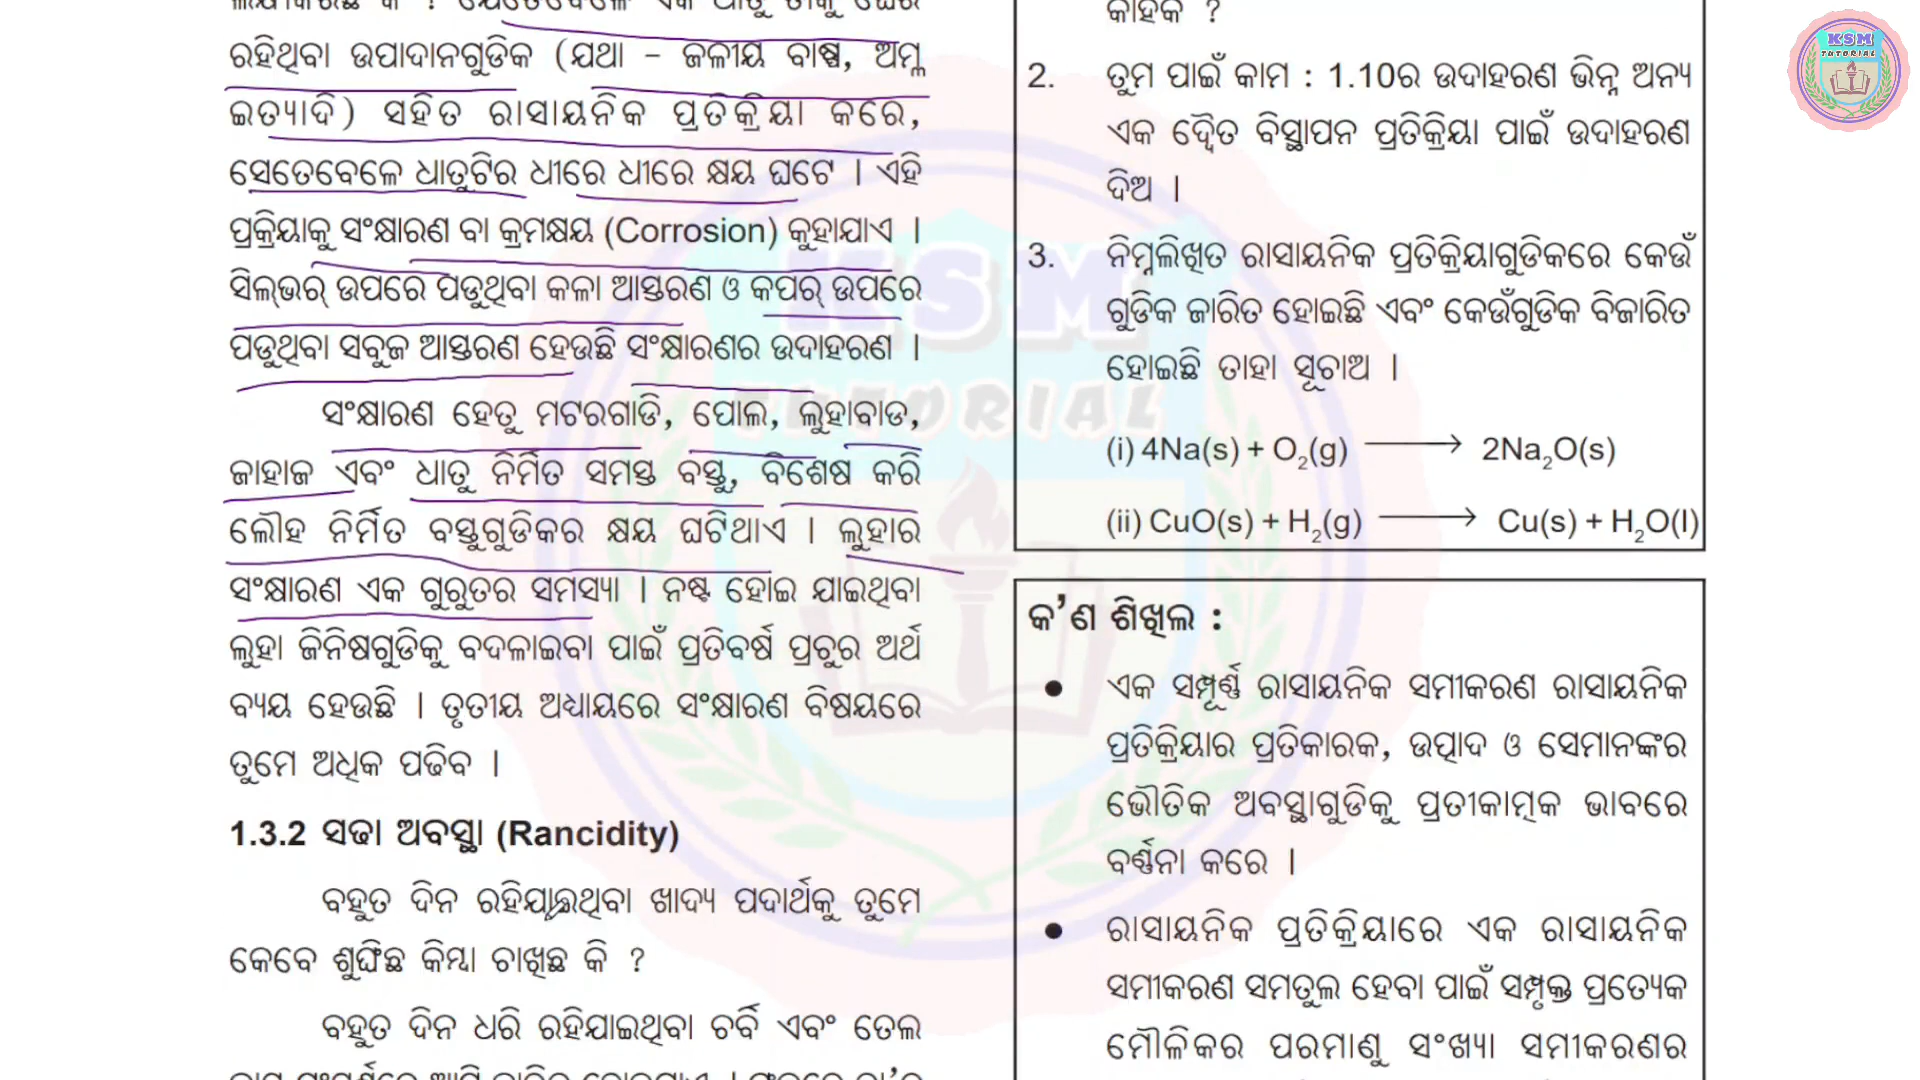 ରହିଥିବା ଉପାଦାନଗୁଡିକ (ଯଥା – ଜଳୀୟ ବାଷ୍ପ, ଅମ୍ଳ
ଇତ୍ୟାଦି) ସହିତ ରାସାୟନିକ ପ୍ରତିକ୍ରିୟା କରେ,
ସେତେବେଳେ ଧାତୁଟିର ଧୀରେ ଧୀରେ କ୍ଷୟ ଘଟେ । ଏହି
ପ୍ରକ୍ରିୟାକୁ ସଂକ୍ଷାରଣ ବା କ୍ରମକ୍ଷୟ (Corrosion) କୁହାଯାଏ ।
ସିଲ୍‌ଭର୍ ଉପରେ ପଡୁଥିବା କଳା ଆସ୍ତରଣ ଓ କପର୍ ଉପରେ
ପଡୁଥିବା ସବୁଜ ଆସ୍ତରଣ ହେଉଛି ସଂକ୍ଷାରଣର ଉଦାହରଣ ।
ସଂକ୍ଷାରଣ ହେତୁ ମଟରଗାଡି, ପୋଲ, ଲୁହାବାଡ,
ଜାହାଜ ଏବଂ ଧାତୁ ନିର୍ମିତ ସମସ୍ତ ବସ୍ତୁ, ବିଶେଷ କରି
ଲୌହ ନିର୍ମିତ ବସ୍ତୁଗୁଡିକର କ୍ଷୟ ଘଟିଥାଏ । ଲୁହାର
ସଂକ୍ଷାରଣ ଏକ ଗୁରୁତର ସମସ୍ୟା । ନଷ୍ଟ ହୋଇ ଯାଇଥିବା
ଲୁହା ଜିନିଷଗୁଡିକୁ ବଦଳାଇବା ପାଇଁ ପ୍ରତିବର୍ଷ ପ୍ରଚୁର ଅର୍ଥ
ବ୍ୟୟ ହେଉଛି । ତୃତୀୟ ଅଧ୍ୟାୟରେ ସଂକ୍ଷାରଣ ବିଷୟରେ
ତୁମେ ଅଧିକ ପଢିବ ।
1.3.2 ସଢା ଅବସ୍ଥା (Rancidity)
ବହୁତ ଦିନ ରହିଯାଇଥିବା ଖାଦ୍ୟ ପଦାର୍ଥକୁ ତୁମେ
କେବେ ଶୁଙ୍ଘିଛ କିମ୍ବା ଚାଖିଛ କି ?
ବହୁତ ଦିନ ଧରି ରହିଯାଇଥିବା ଚର୍ବି ଏବଂ ତେଲ
କାହିଁକି ?
2. ତୁମ ପାଇଁ କାମ : 1.10ର ଉଦାହରଣ ଭିନ୍ନ ଅନ୍ୟ
ଏକ ଦ୍ୱୈତ ବିସ୍ଥାପନ ପ୍ରତିକ୍ରିୟା ପାଇଁ ଉଦାହରଣ
ଦିଅ ।
3. ନିମ୍ନଲିଖିତ ରାସାୟନିକ ପ୍ରତିକ୍ରିୟାଗୁଡିକରେ କେଉଁ
ଗୁଡିକ ଜାରିତ ହୋଇଛି ଏବଂ କେଉଁଗୁଡିକ ବିଜାରିତ
ହୋଇଛି ତାହା ସୂଚାଅ ।
(i) 4Na(s) + O₂(g) ⟶ 2Na₂O(s)
(ii) CuO(s) + H₂(g) ⟶ Cu(s) + H₂O(l)
କ’ଣ ଶିଖିଲ :
● ଏକ ସମ୍ପୂର୍ଣ୍ଣ ରାସାୟନିକ ସମୀକରଣ ରାସାୟନିକ
ପ୍ରତିକ୍ରିୟାର ପ୍ରତିକାରକ, ଉତ୍ପାଦ ଓ ସେମାନଙ୍କର
ଭୌତିକ ଅବସ୍ଥାଗୁଡିକୁ ପ୍ରତୀକାତ୍ମକ ଭାବରେ
ବର୍ଣ୍ଣନା କରେ ।
● ରାସାୟନିକ ପ୍ରତିକ୍ରିୟାରେ ଏକ ରାସାୟନିକ
ସମୀକରଣ ସମତୁଲ ହେବା ପାଇଁ ସମ୍ପୃକ୍ତ ପ୍ରତ୍ୟେକ
ମୌଳିକର ପରମାଣୁ ସଂଖ୍ୟା ସମୀକରଣର
KSM
TUTORIAL
KSM
TUTORIAL